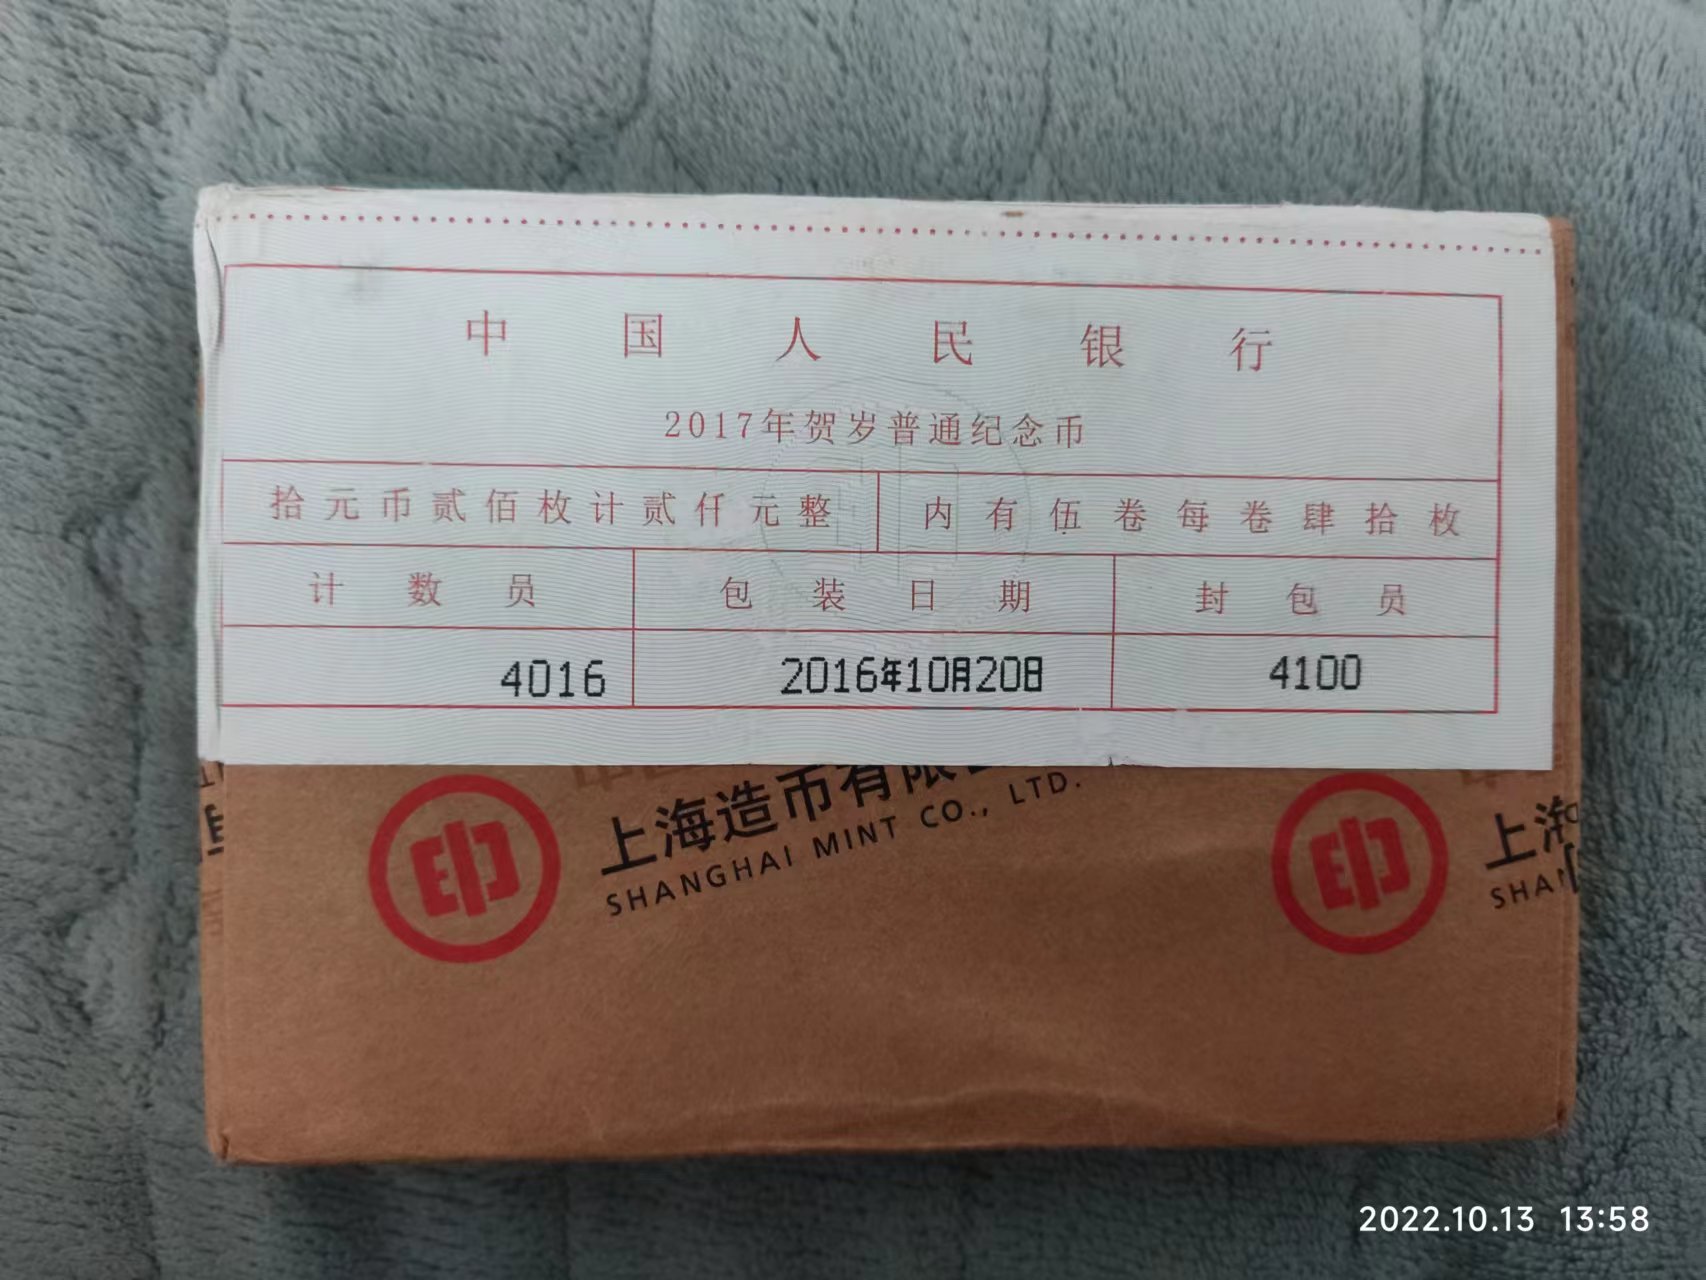 中国人民银行
2017年贺岁普通纪念币
拾元币贰佰枚计贰仟元整 内有伍卷每卷肆拾枚
计数员 包装日期 封包员
4016 2016年10月20日 4100
上海造币有限
SHANGHAI MINT CO., LTD.
上海
SHA
2022.10.13 13:58